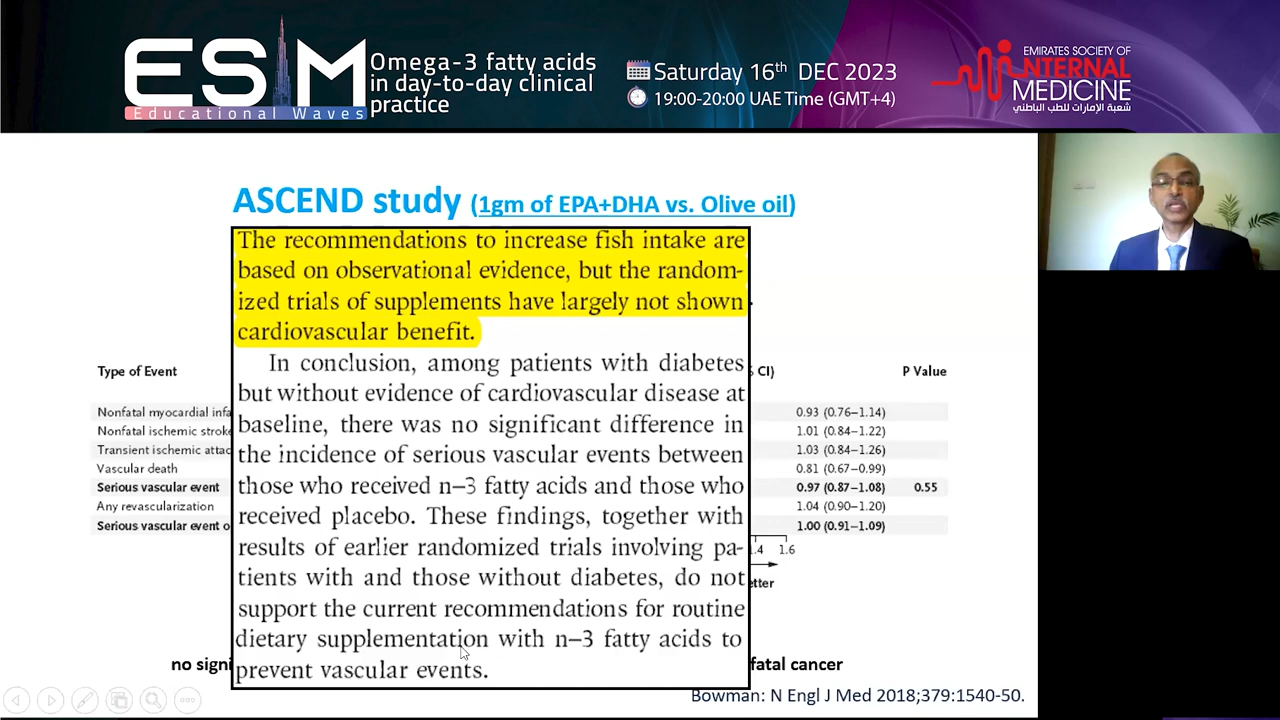 ESM
Educational Waves
Omega-3 fatty acids
in day-to-day clinical
practice
Saturday 16th DEC 2023
19:00-20:00 UAE Time (GMT+4)
EMIRATES SOCIETY OF
INTERNAL
MEDICINE
شعبة الإمارات للطب الباطني
ASCEND study (1gm of EPA+DHA vs. Olive oil)
The recommendations to increase fish intake are
based on observational evidence, but the random-
ized trials of supplements have largely not shown
cardiovascular benefit.
In conclusion, among patients with diabetes
but without evidence of cardiovascular disease at
baseline, there was no significant difference in
the incidence of serious vascular events between
those who received n–3 fatty acids and those who
received placebo. These findings, together with
results of earlier randomized trials involving pa-
tients with and those without diabetes, do not
support the current recommendations for routine
dietary supplementation with n–3 fatty acids to
prevent vascular events.
Type of Event CI) P Value
Nonfatal myocardial infa 0.93 (0.76–1.14)
Nonfatal ischemic stroke 1.01 (0.84–1.22)
Transient ischemic attac 1.03 (0.84–1.26)
Vascular death 0.81 (0.67–0.99)
Serious vascular event 0.97 (0.87–1.08) 0.55
Any revascularization 1.04 (0.90–1.20)
Serious vascular event o 1.00 (0.91–1.09)
1.4 1.6
etter
no signi fatal cancer
Bowman: N Engl J Med 2018;379:1540-50.